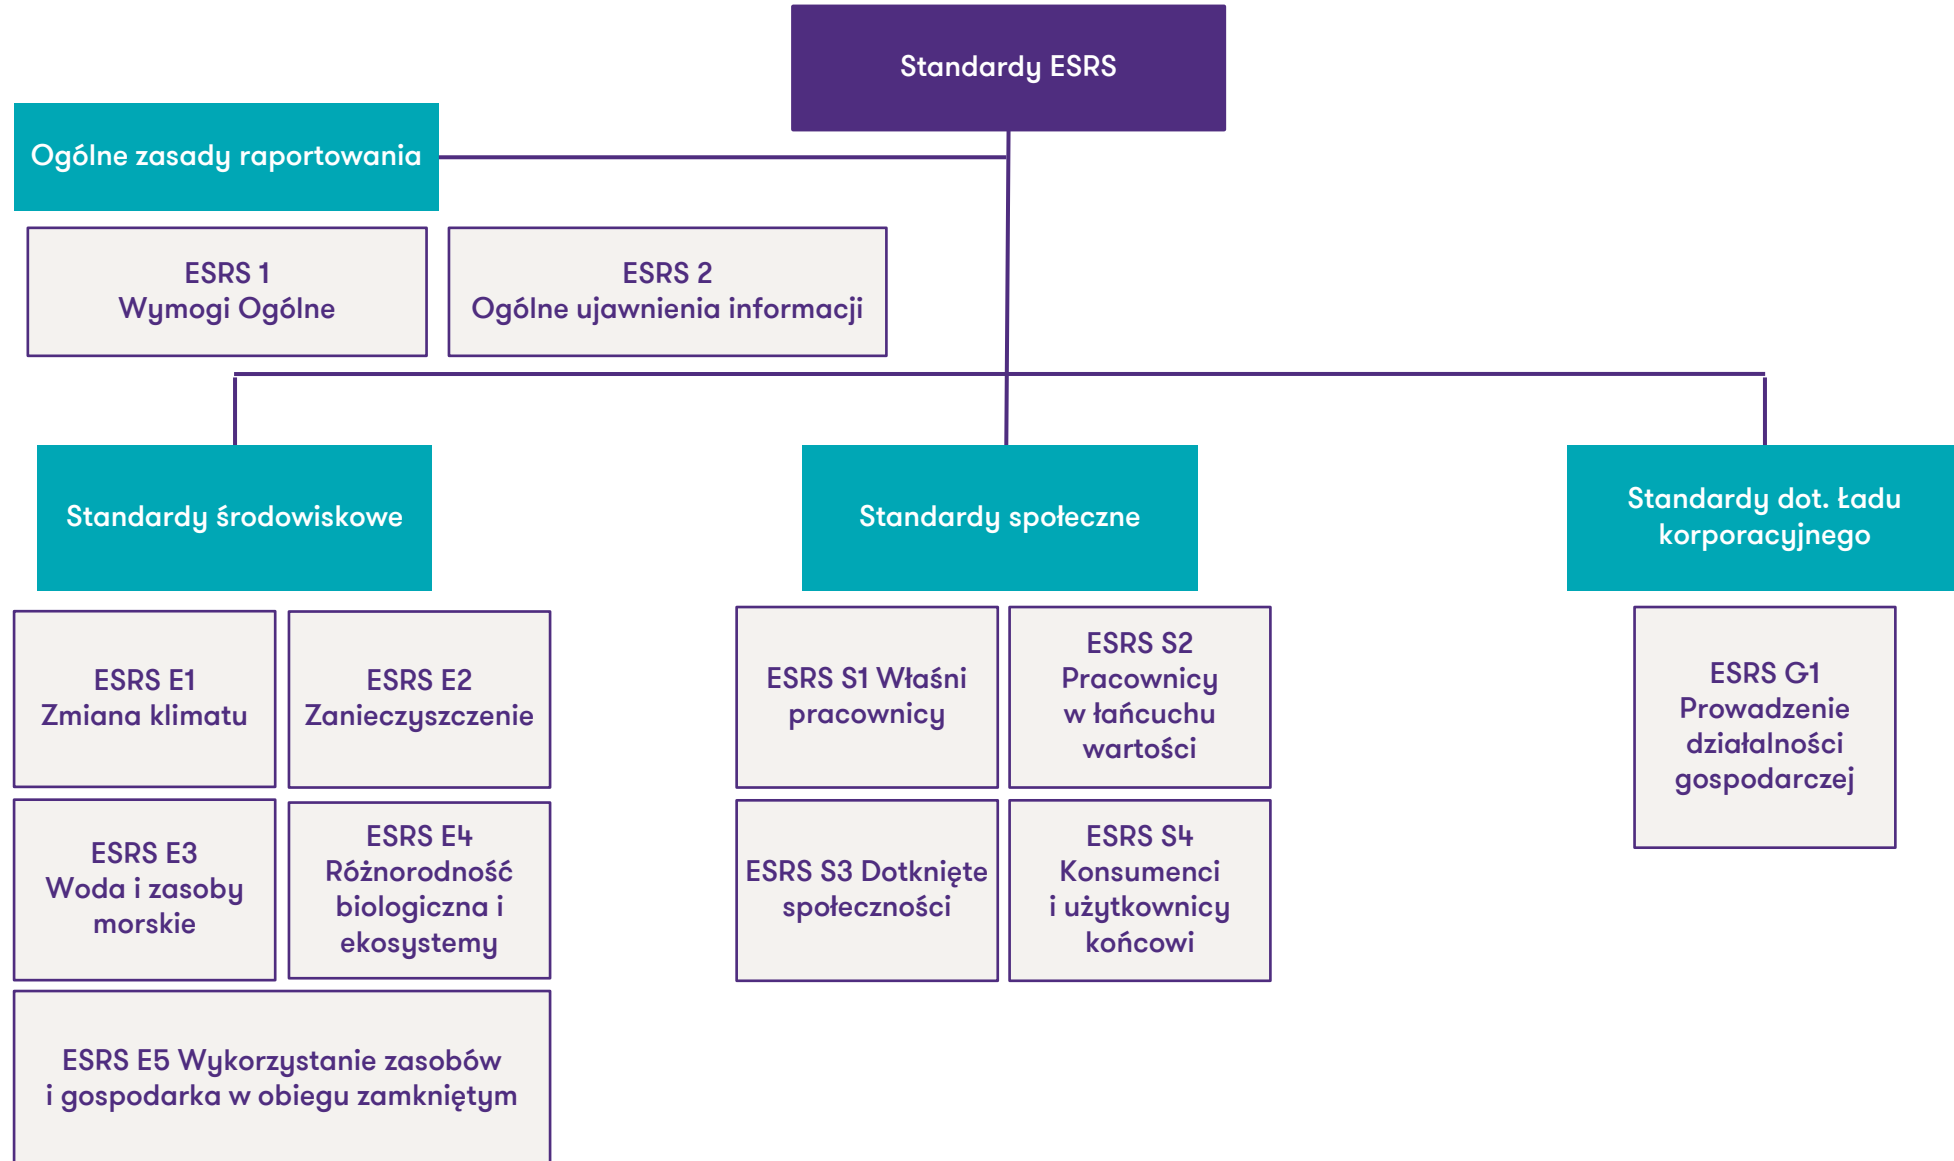 Standardy ESRS
Ogólne zasady raportowania
ESRS 1
Wymogi Ogólne
ESRS 2
Ogólne ujawnienia informacji
Standardy środowiskowe
Standardy społeczne
Standardy dot. Ładu
korporacyjnego
ESRS E1
Zmiana klimatu
ESRS E2
Zanieczyszczenie
ESRS E3
Woda i zasoby
morskie
ESRS E4
Różnorodność
biologiczna i
ekosystemy
ESRS E5 Wykorzystanie zasobów
i gospodarka w obiegu zamkniętym
ESRS S1 Właśni
pracownicy
ESRS S2
Pracownicy
w łańcuchu
wartości
ESRS S3 Dotknięte
społeczności
ESRS S4
Konsumenci
i użytkownicy
końcowi
ESRS G1
Prowadzenie
działalności
gospodarczej